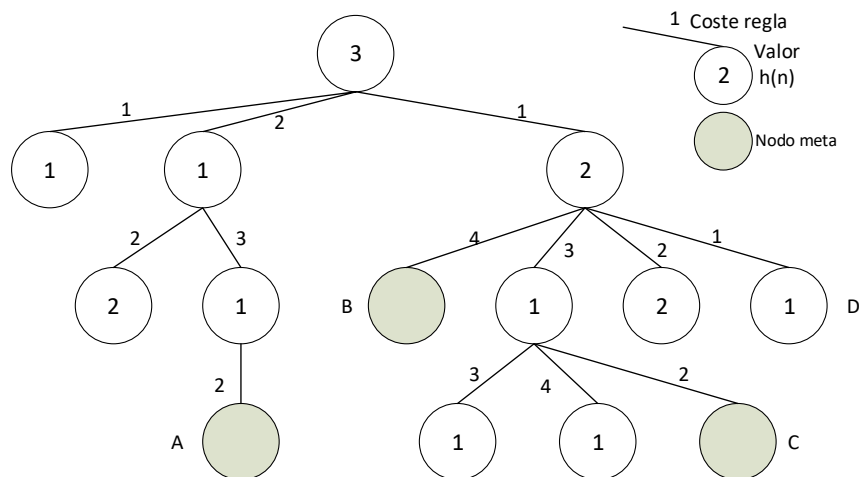 1 Coste regla
3
Valor
2 h(n)
1 2 1
Nodo meta
1 1 2
2 3 4 3 2 1
2 1 B 1 2 1 D
2 3 4 2
A 1 1 C